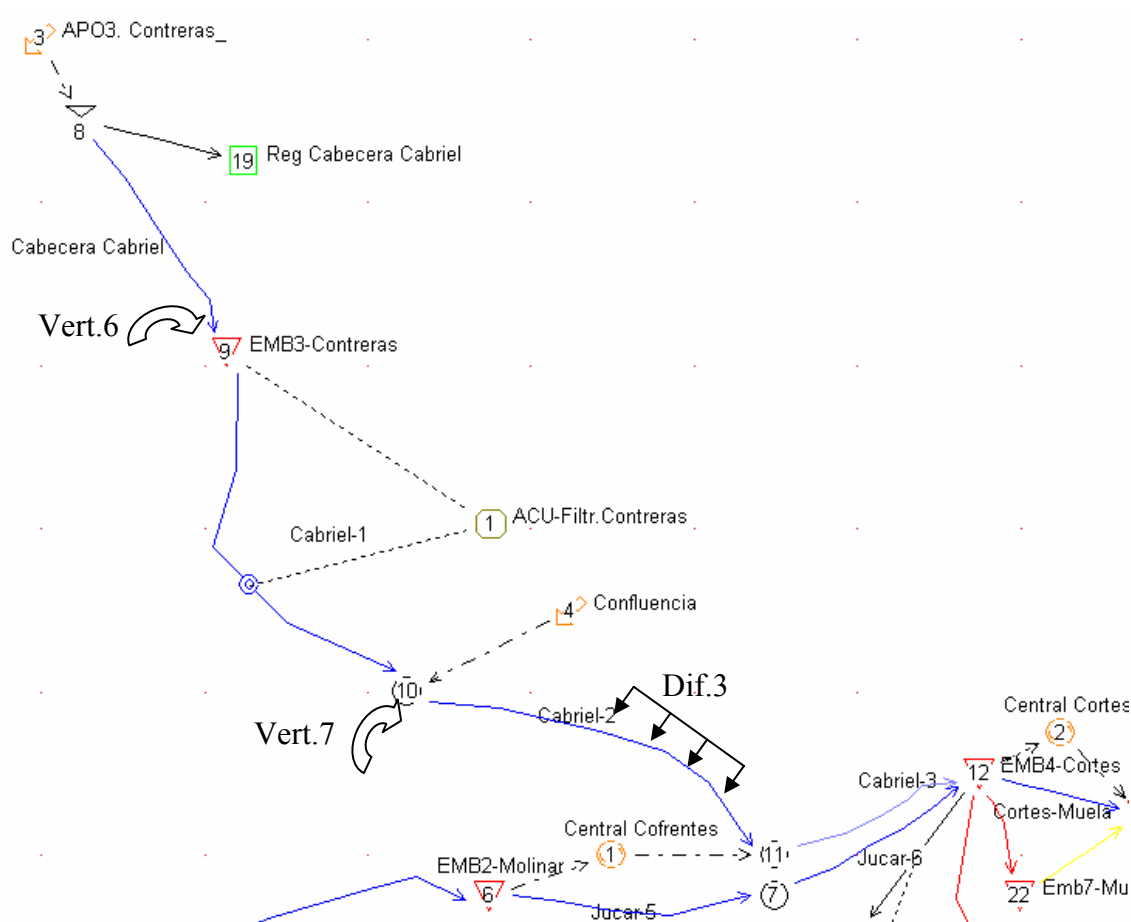 3 APO3. Contreras_
8
19 Reg Cabecera Cabriel
Cabecera Cabriel
Vert.6
9 EMB3-Contreras
1 ACU-Filtr.Contreras
Cabriel-1
4 Confluencia
10
Dif.3
Cabriel-2
Vert.7
Central Cortes
2
12 EMB4-Cortes
Cabriel-3
Cortes-Muela
Central Cofrentes
1
11
EMB2-Molinar
6
7
Jucar-6
22 Emb7-Mu
Jucar-5